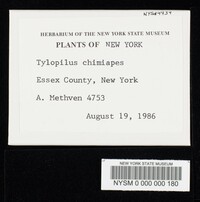 HERBARIUM OF THE NEW YORK STATE MUSEUM
PLANTS OF NEW YORK
Tylopilus chimiapes
Essex County, New York
A. Methven 4753
August 19, 1986
NEW YORK STATE MUSEUM
NYSM 0 000 000 180